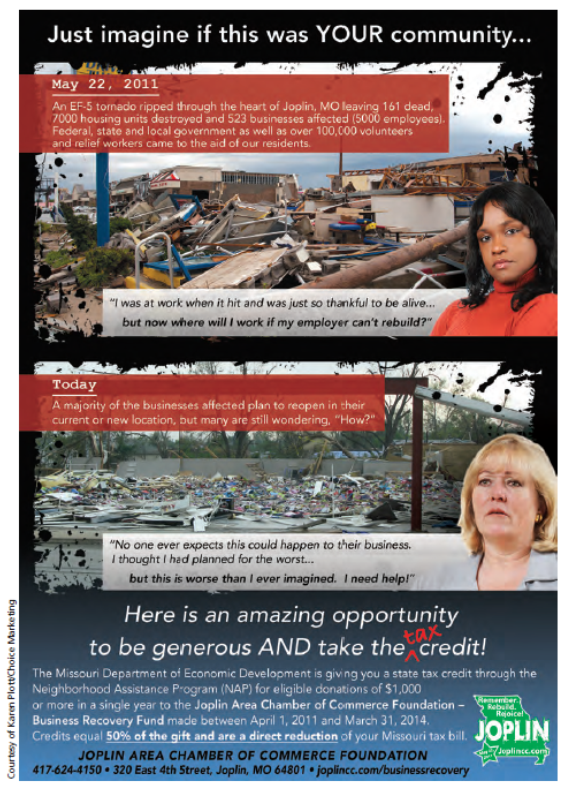 Just imagine if this was YOUR community...
May 22, 2011
An EF-5 tornado ripped through the heart of Joplin, MO leaving 161 dead,
7000 housing units destroyed and 523 businesses affected (5000 employees).
Federal, state and local government as well as over 100,000 volunteers
and relief workers came to the aid of our residents.
"I was at work when it hit and was just so thankful to be alive...
but now where will I work if my employer can't rebuild?"
Today
A majority of the businesses affected plan to reopen in their
current or new location, but many are still wondering, "How?"
"No one ever expects this could happen to their business.
I thought I had planned for the worst...
but this is worse than I ever imagined. I need help!"
Here is an amazing opportunity
to be generous AND take the tax credit!
The Missouri Department of Economic Development is giving you a state tax credit through the
Neighborhood Assistance Program (NAP) for eligible donations of $1,000
or more in a single year to the Joplin Area Chamber of Commerce Foundation –
Business Recovery Fund made between April 1, 2011 and March 31, 2014.
Credits equal 50% of the gift and are a direct reduction of your Missouri tax bill.
Remember.
Rebuild.
Rejoice!
JOPLIN
Joplincc.com
JOPLIN AREA CHAMBER OF COMMERCE FOUNDATION
417-624-4150 • 320 East 4th Street, Joplin, MO 64801 • joplincc.com/businessrecovery
Courtesy of Karen Plott/Choice Marketing